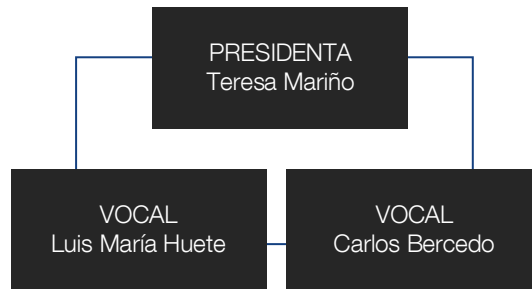 PRESIDENTA
Teresa Mariño
VOCAL
Luis María Huete
VOCAL
Carlos Bercedo